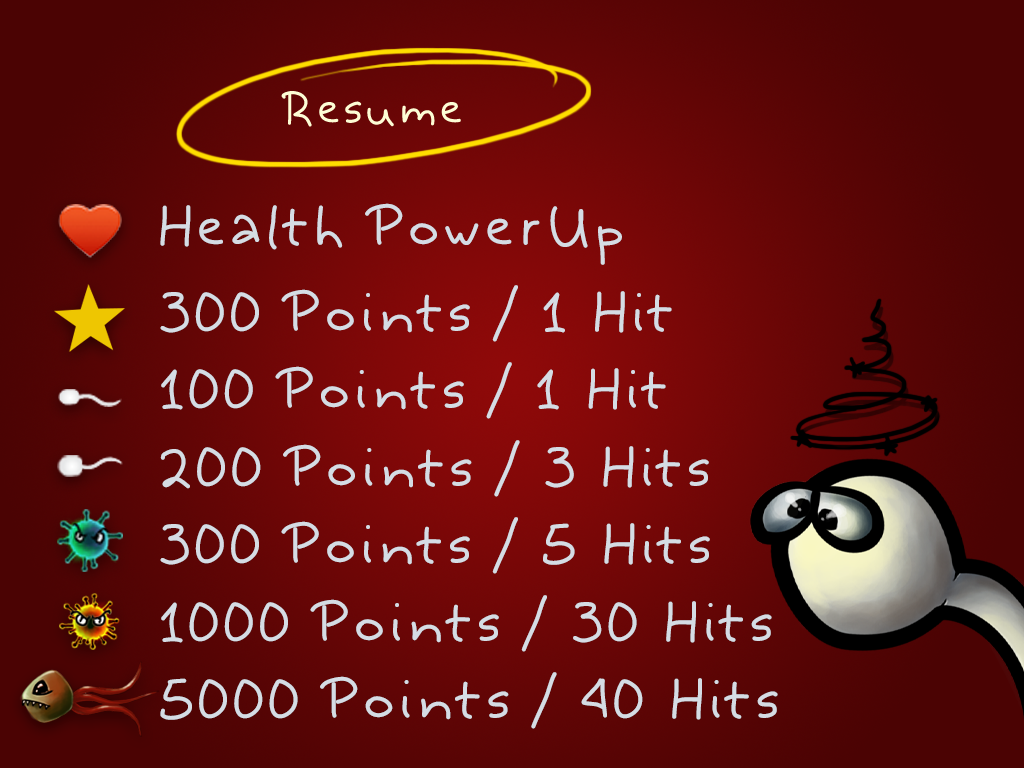 Resume
Health PowerUp
300 Points / 1 Hit
100 Points / 1 Hit
200 Points / 3 Hits
300 Points / 5 Hits
1000 Points / 30 Hits
5000 Points / 40 Hits